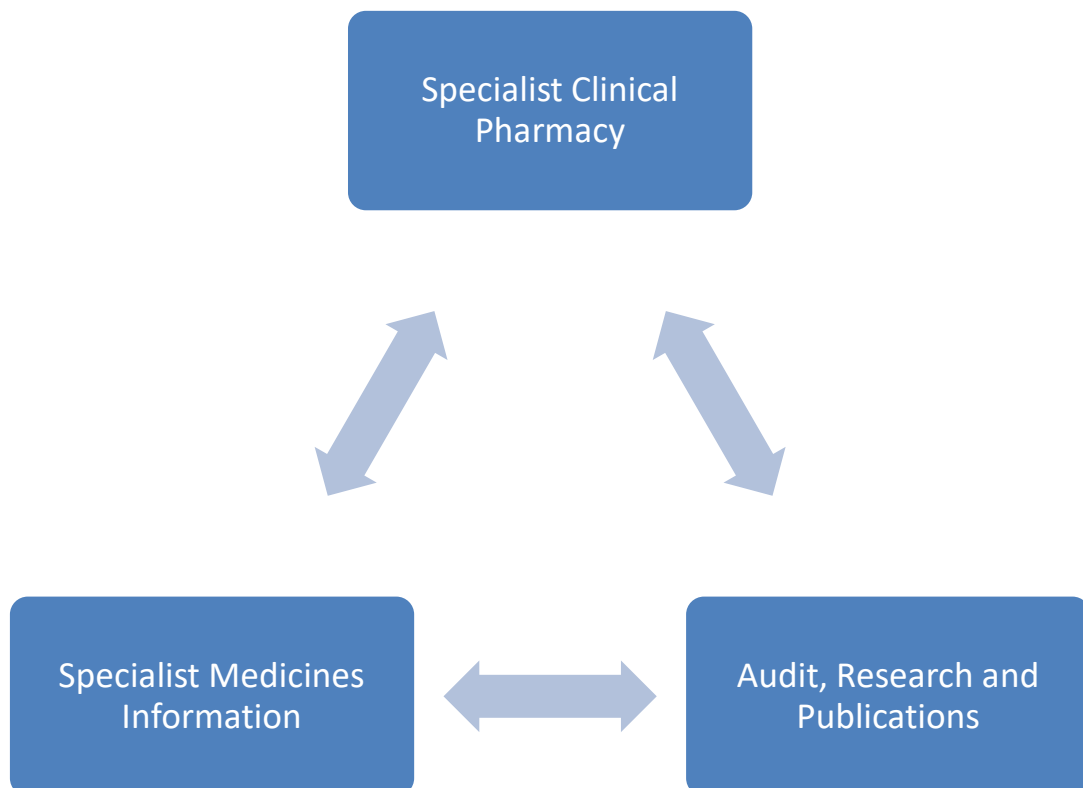 Specialist Clinical
Pharmacy
Specialist Medicines
Information
Audit, Research and
Publications